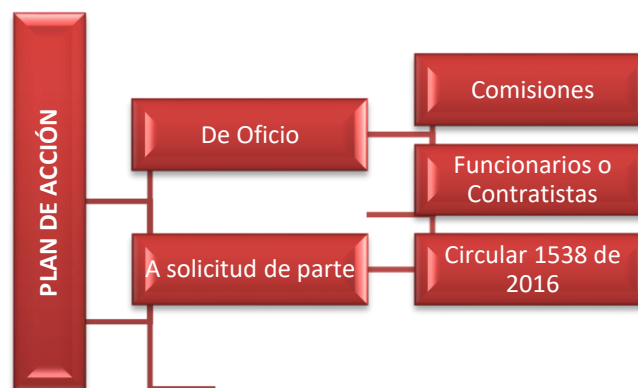 PLAN DE ACCIÓN
De Oficio
A solicitud de parte
Comisiones
Funcionarios o
Contratistas
Circular 1538 de
2016